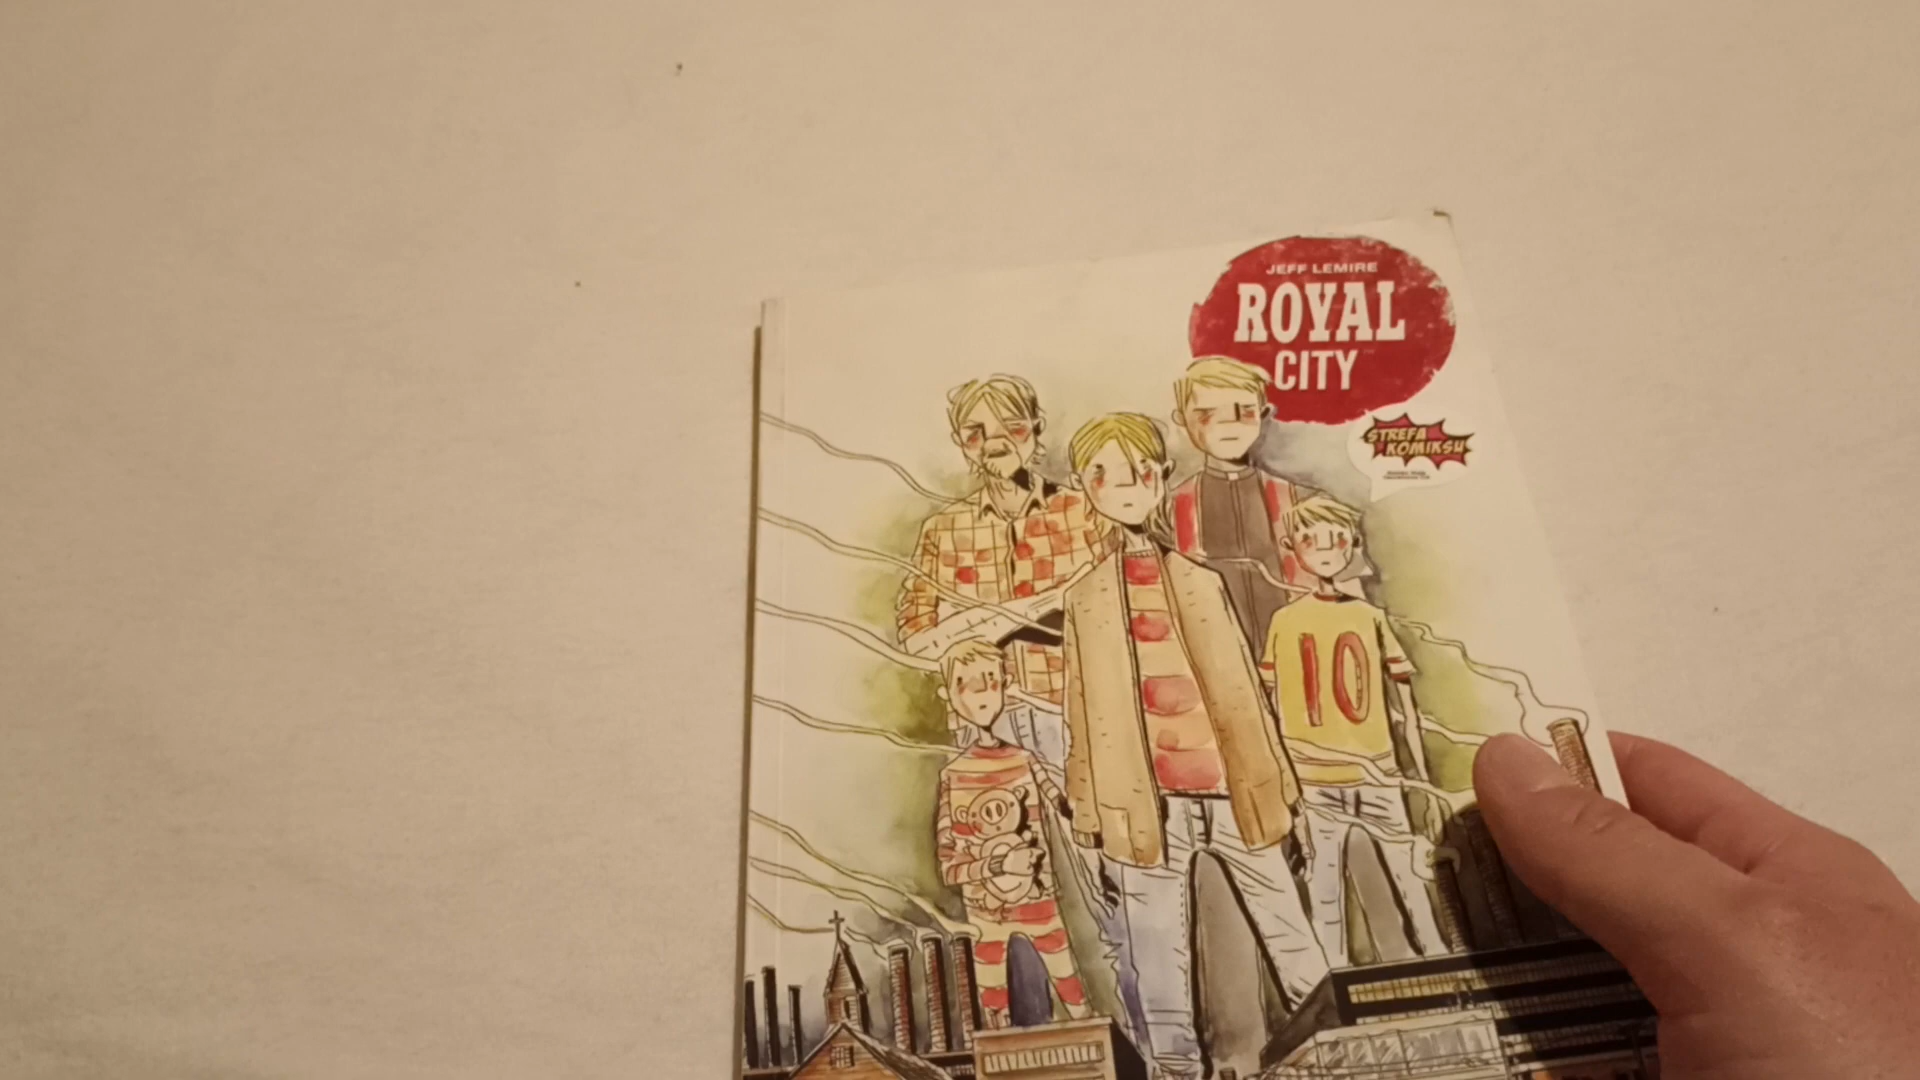 JEFF LEMIRE
ROYAL
CITY
STREFA
KOMIKSU
10